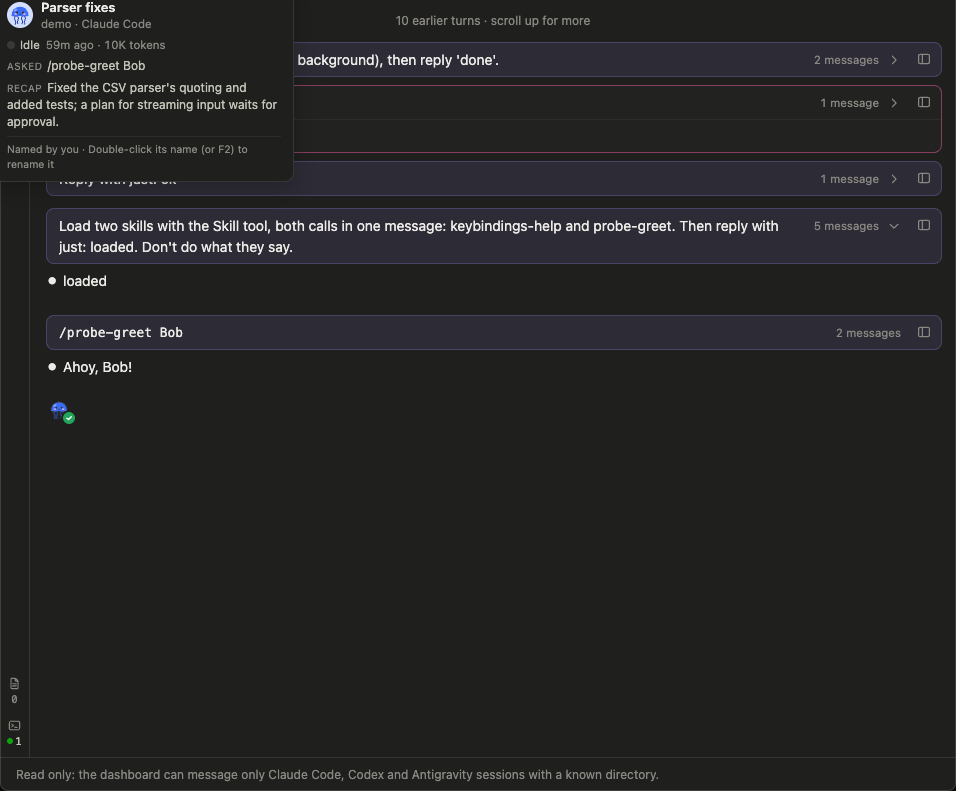 Parser fixes
demo · Claude Code
Idle 59m ago · 10K tokens
ASKED /probe-greet Bob
RECAP Fixed the CSV parser's quoting and
added tests; a plan for streaming input waits for
approval.
Named by you · Double-click its name (or F2) to
rename it
10 earlier turns · scroll up for more
background), then reply 'done'.
2 messages
1 message
1 message
Load two skills with the Skill tool, both calls in one message: keybindings-help and probe-greet. Then reply with
just: loaded. Don't do what they say.
5 messages
loaded
/probe-greet Bob
2 messages
Ahoy, Bob!
0
1
Read only: the dashboard can message only Claude Code, Codex and Antigravity sessions with a known directory.